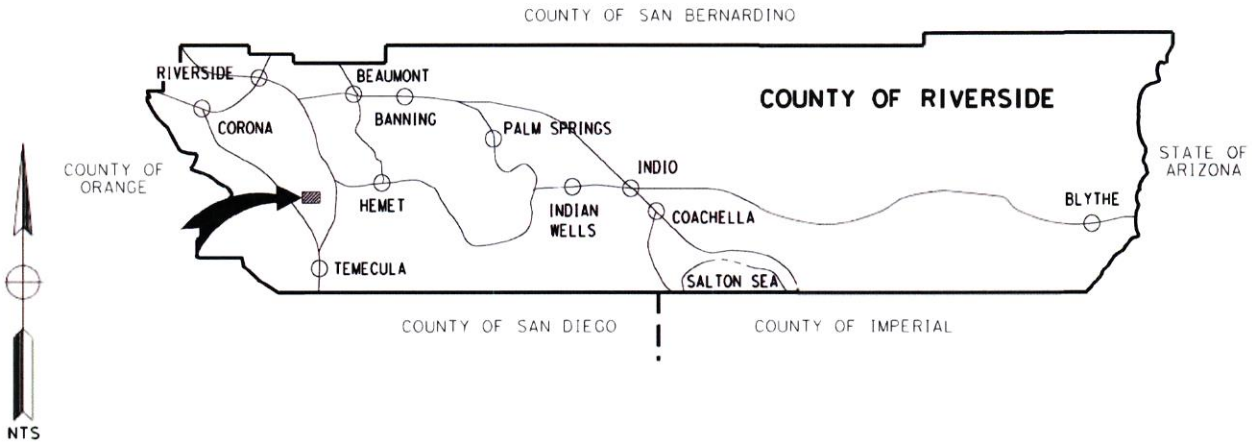 COUNTY OF SAN BERNARDINO
RIVERSIDE
BEAUMONT
COUNTY OF RIVERSIDE
BANNING
CORONA
PALM SPRINGS
STATE OF
ARIZONA
COUNTY OF
ORANGE
INDIO
HEMET
INDIAN
WELLS
COACHELLA
BLYTHE
TEMECULA
SALTON SEA
COUNTY OF SAN DIEGO
COUNTY OF IMPERIAL
NTS